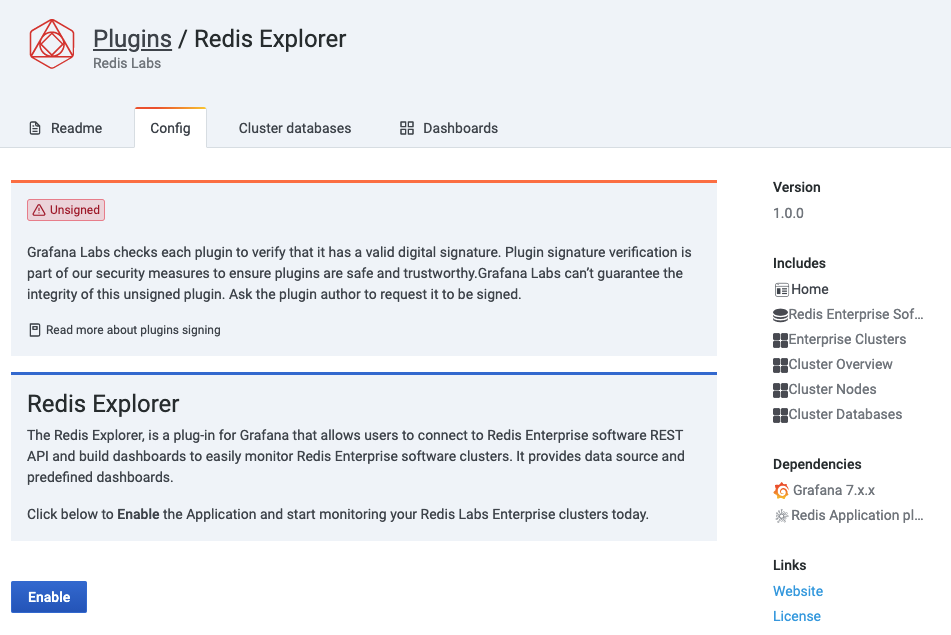 Plugins / Redis Explorer
Redis Labs
Readme
Config
Cluster databases
Dashboards
Unsigned
Grafana Labs checks each plugin to verify that it has a valid digital signature. Plugin signature verification is
part of our security measures to ensure plugins are safe and trustworthy.Grafana Labs can’t guarantee the
integrity of this unsigned plugin. Ask the plugin author to request it to be signed.
Read more about plugins signing
Redis Explorer
The Redis Explorer, is a plug-in for Grafana that allows users to connect to Redis Enterprise software REST
API and build dashboards to easily monitor Redis Enterprise software clusters. It provides data source and
predefined dashboards.
Click below to Enable the Application and start monitoring your Redis Labs Enterprise clusters today.
Enable
Version
1.0.0
Includes
Home
Redis Enterprise Sof...
Enterprise Clusters
Cluster Overview
Cluster Nodes
Cluster Databases
Dependencies
Grafana 7.x.x
Redis Application pl...
Links
Website
License